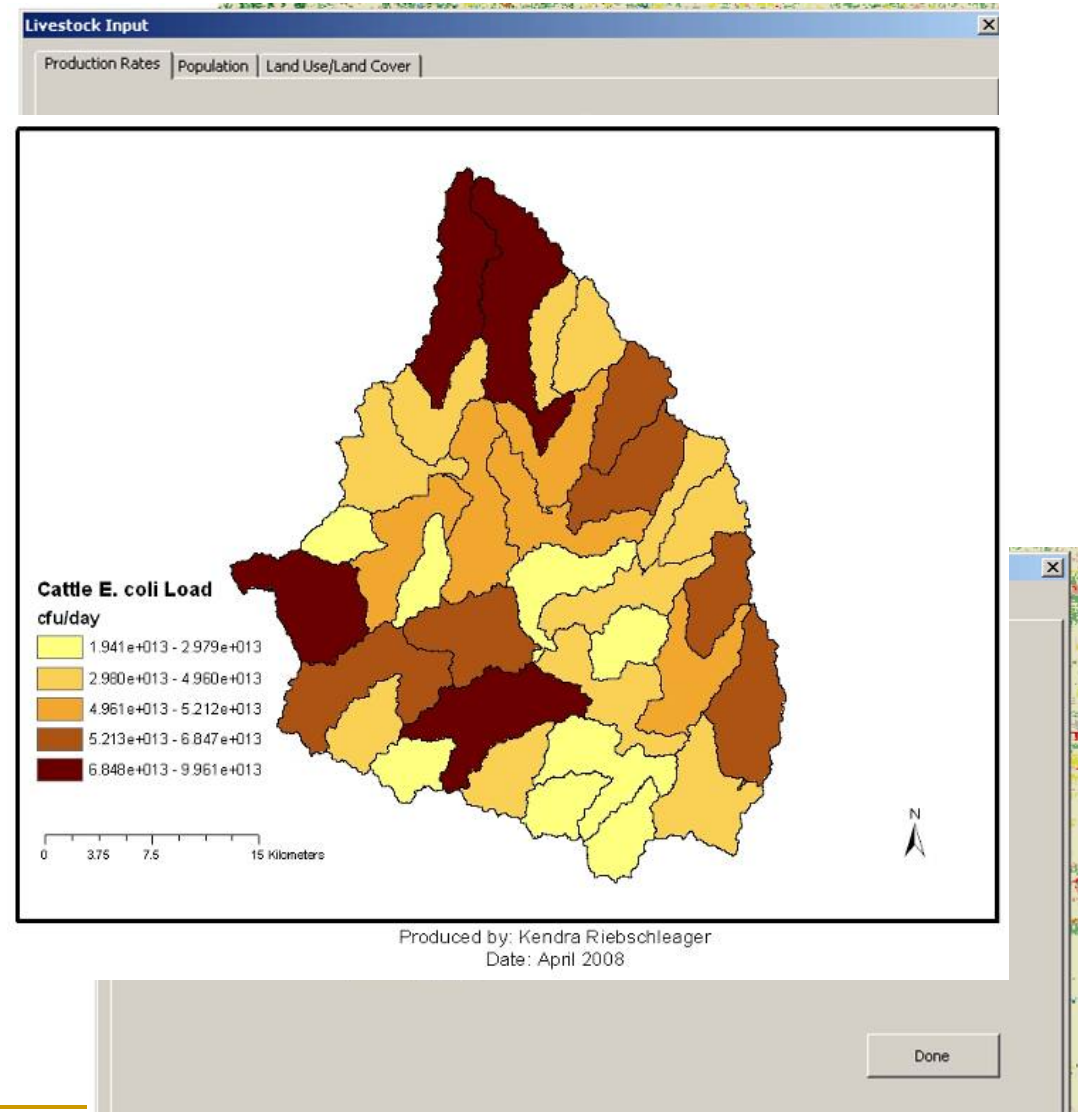 Livestock Input
Production Rates Population Land Use/Land Cover
Cattle E. coli Load
cfu/day
1.941e+013 - 2.979e+013
2.980e+013 - 4.960e+013
4.961e+013 - 5.212e+013
5.213e+013 - 6.847e+013
6.848e+013 - 9.961e+013
0 3.75 7.5 15 Kilometers
N
Produced by: Kendra Riebschleager
Date: April 2008
Done